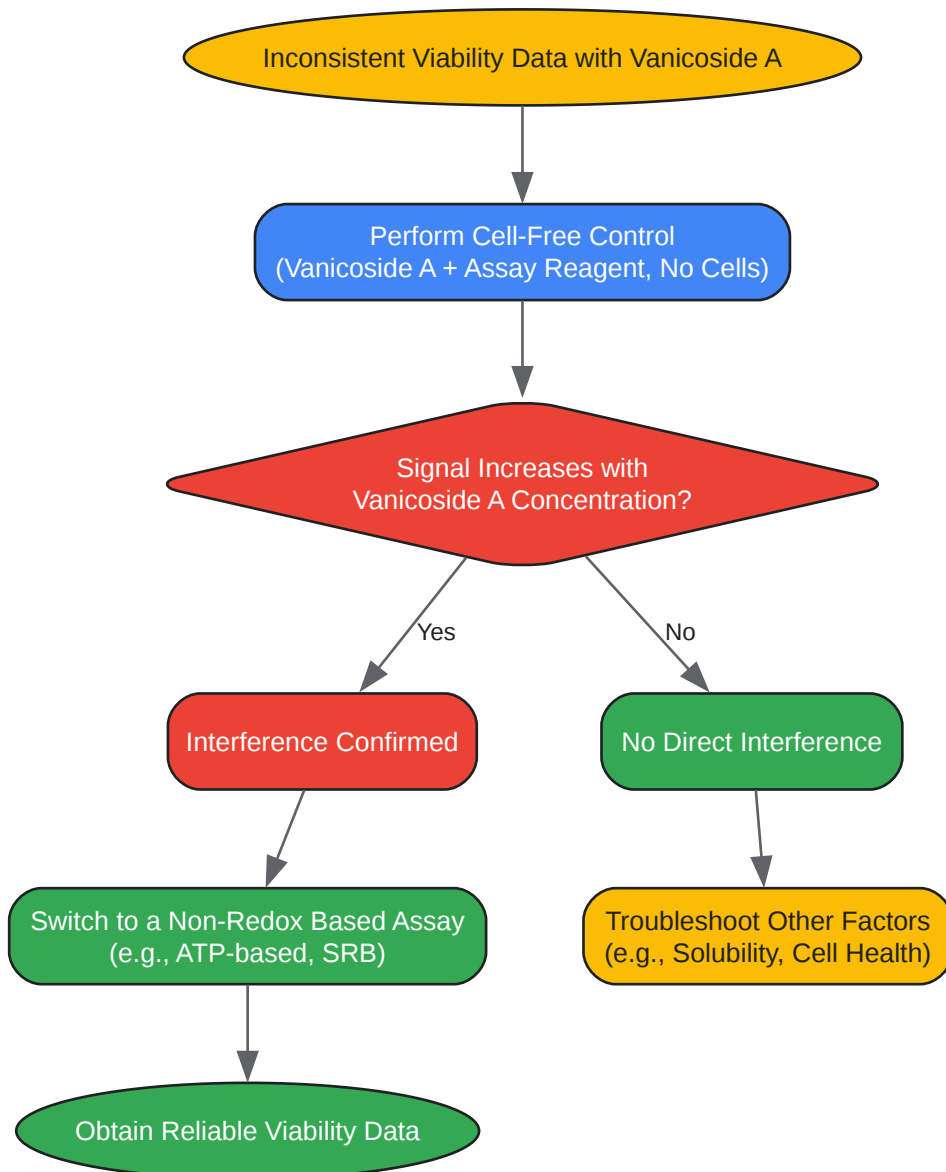 Inconsistent Viability Data with Vanicoside A
Perform Cell-Free Control
(Vanicoside A + Assay Reagent, No Cells)
Signal Increases with
Vanicoside A Concentration?
Yes
No
Interference Confirmed
No Direct Interference
Switch to a Non-Redox Based Assay
(e.g., ATP-based, SRB)
Troubleshoot Other Factors
(e.g., Solubility, Cell Health)
Obtain Reliable Viability Data